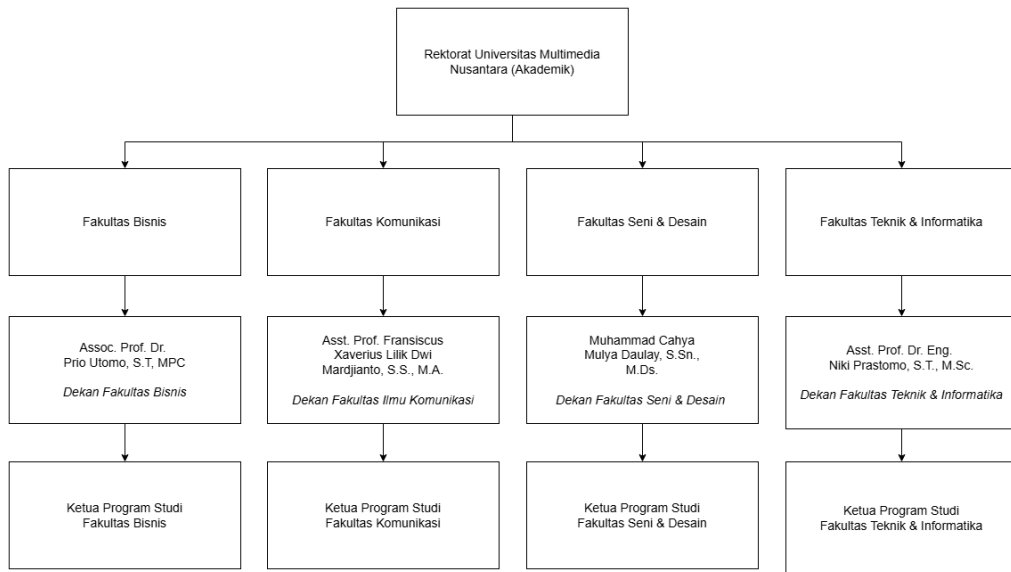 Rektorat Universitas Multimedia
Nusantara (Akademik)
Fakultas Bisnis
Fakultas Komunikasi
Fakultas Seni & Desain
Fakultas Teknik & Informatika
Assoc. Prof. Dr.
Prio Utomo, S.T, MPC
Dekan Fakultas Bisnis
Asst. Prof. Fransiscus
Xaverius Lilik Dwi
Mardjianto, S.S., M.A.
Dekan Fakultas Ilmu Komunikasi
Muhammad Cahya
Mulya Daulay, S.Sn.,
M.Ds.
Dekan Fakultas Seni & Desain
Asst. Prof. Dr. Eng.
Niki Prastomo, S.T., M.Sc.
Dekan Fakultas Teknik & Informatika
Ketua Program Studi
Fakultas Bisnis
Ketua Program Studi
Fakultas Komunikasi
Ketua Program Studi
Fakultas Seni & Desain
Ketua Program Studi
Fakultas Teknik & Informatika